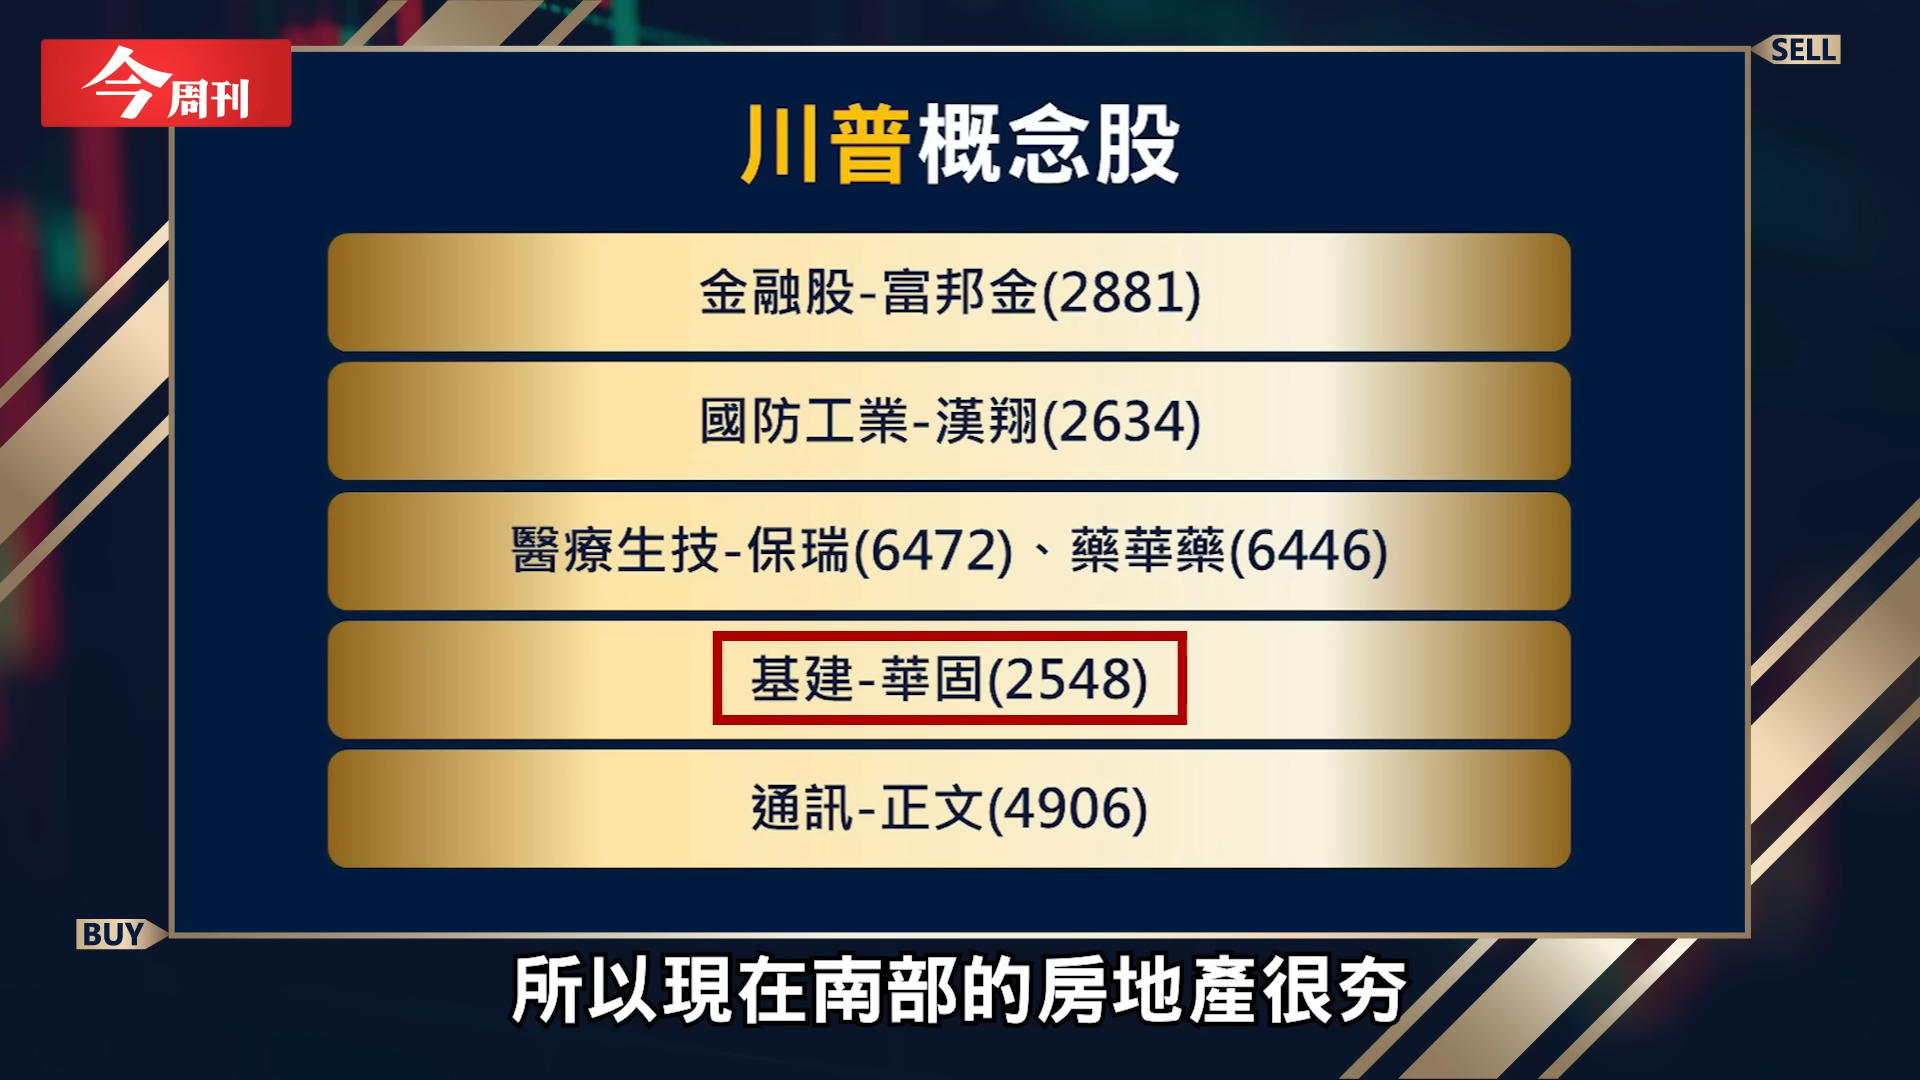 今周刊
SELL
川普概念股
金融股-富邦金(2881)
國防工業-漢翔(2634)
醫療生技-保瑞(6472)、藥華藥(6446)
基建-華固(2548)
通訊-正文(4906)
BUY
所以現在南部的房地產很夯